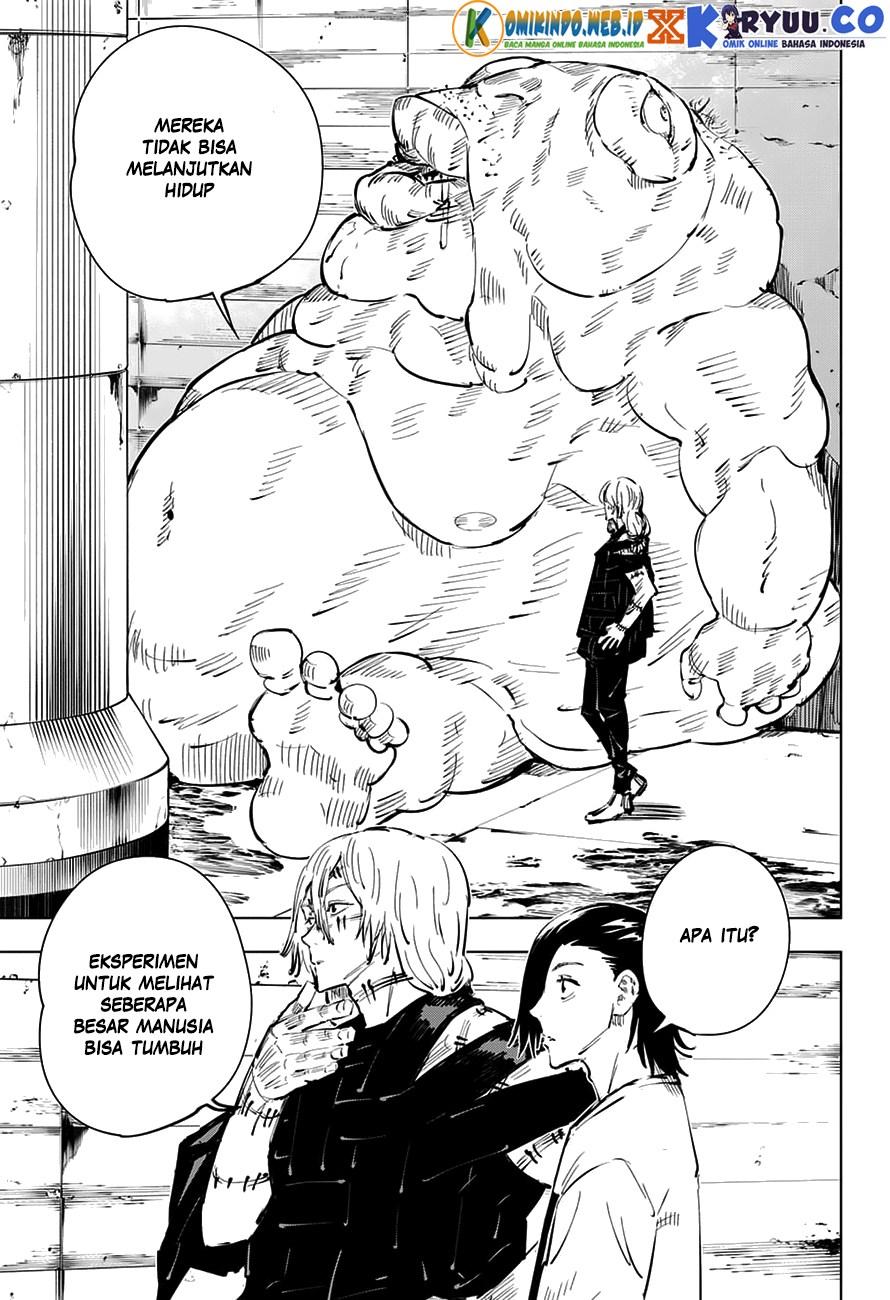 KOMIKINDO.WEB.ID X KIRYUU.CO
BACA MANGA ONLINE BAHASA INDONESIA
OMIK ONLINE BAHASA INDONESIA
MEREKA
TIDAK BISA
MELANJUTKAN
HIDUP
APA ITU?
EKSPERIMEN
UNTUK MELIHAT
SEBERAPA
BESAR MANUSIA
BISA TUMBUH